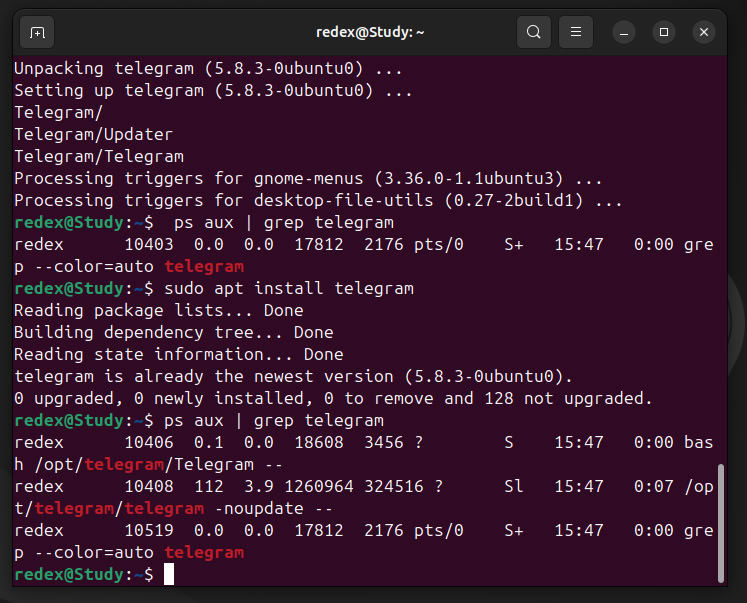 redex@Study: ~
Unpacking telegram (5.8.3-0ubuntu0) ...
Setting up telegram (5.8.3-0ubuntu0) ...
Telegram/
Telegram/Updater
Telegram/Telegram
Processing triggers for gnome-menus (3.36.0-1.1ubuntu3) ...
Processing triggers for desktop-file-utils (0.27-2build1) ...
redex@Study:~$  ps aux | grep telegram
redex      10403  0.0  0.0  17812  2176 pts/0    S+   15:47   0:00 gre
p --color=auto telegram
redex@Study:~$ sudo apt install telegram
Reading package lists... Done
Building dependency tree... Done
Reading state information... Done
telegram is already the newest version (5.8.3-0ubuntu0).
0 upgraded, 0 newly installed, 0 to remove and 128 not upgraded.
redex@Study:~$ ps aux | grep telegram
redex      10406  0.1  0.0  18608  3456 ?        S    15:47   0:00 bas
h /opt/telegram/Telegram --
redex      10408  112  3.9 1260964 324516 ?      Sl   15:47   0:07 /op
t/telegram/telegram -noupdate --
redex      10519  0.0  0.0  17812  2176 pts/0    S+   15:47   0:00 gre
p --color=auto telegram
redex@Study:~$